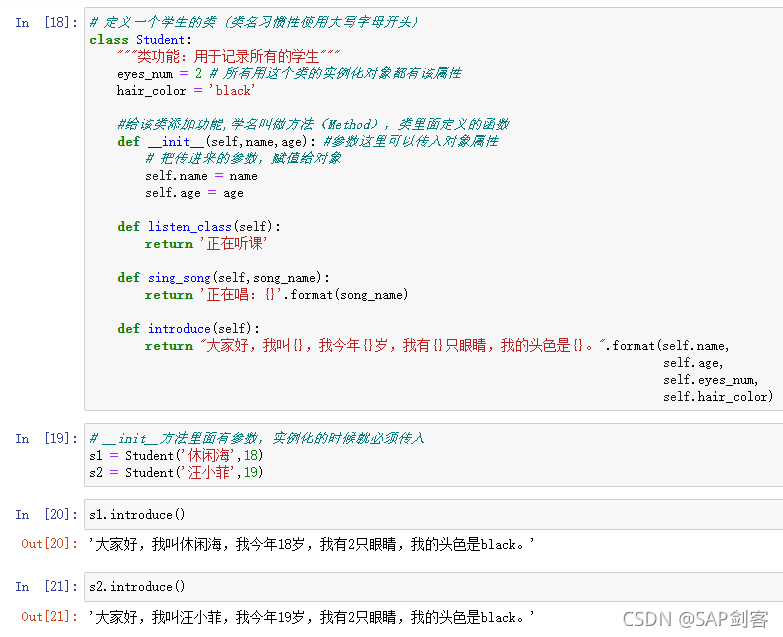 In [18]: # 定义一个学生的类 (类名习惯性使用大写字母开头)
class Student:
    """类功能: 用于记录所有的学生"""
    eyes_num = 2 # 所有用这个类的实例化对象都有该属性
    hair_color = 'black'
    #给该类添加功能,学名叫做方法（Method）, 类里面定义的函数
    def __init__(self,name,age): #参数这里可以传入对象属性
        # 把传进来的参数, 赋值给对象
        self.name = name
        self.age = age
    def listen_class(self):
        return '正在听课'
    def sing_song(self,song_name):
        return '正在唱: {}'.format(song_name)
    def introduce(self):
        return "大家好，我叫{}，我今年{}岁，我有{}只眼睛，我的头色是{}。".format(self.name,
self.age,
self.eyes_num,
self.hair_color)
In [19]: # __init__方法里面有参数, 实例化的时候就必须传入
s1 = Student('休闲海',18)
s2 = Student('汪小菲',19)
In [20]: s1.introduce()
Out[20]: '大家好，我叫休闲海，我今年18岁，我有2只眼睛，我的头色是black。'
In [21]: s2.introduce()
Out[21]: '大家好，我叫汪小菲，我今年19岁，我有2只眼睛，我的头色是black。'
CSDN @SAP剑客